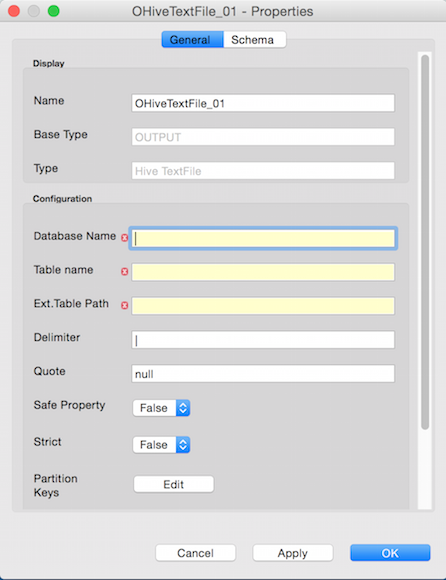 OHiveTextFile_01 - Properties
General Schema
Display
Name OHiveTextFile_01
Base Type OUTPUT
Type Hive TextFile
Configuration
Database Name
Table name
Ext.Table Path
Delimiter |
Quote null
Safe Property False
Strict False
Partition
Keys Edit
Cancel Apply OK